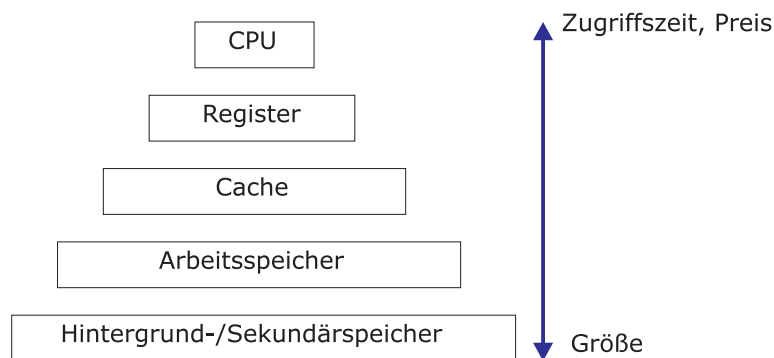 CPU
Zugriffszeit, Preis
Register
Cache
Arbeitsspeicher
Hintergrund-/Sekundärspeicher
Größe